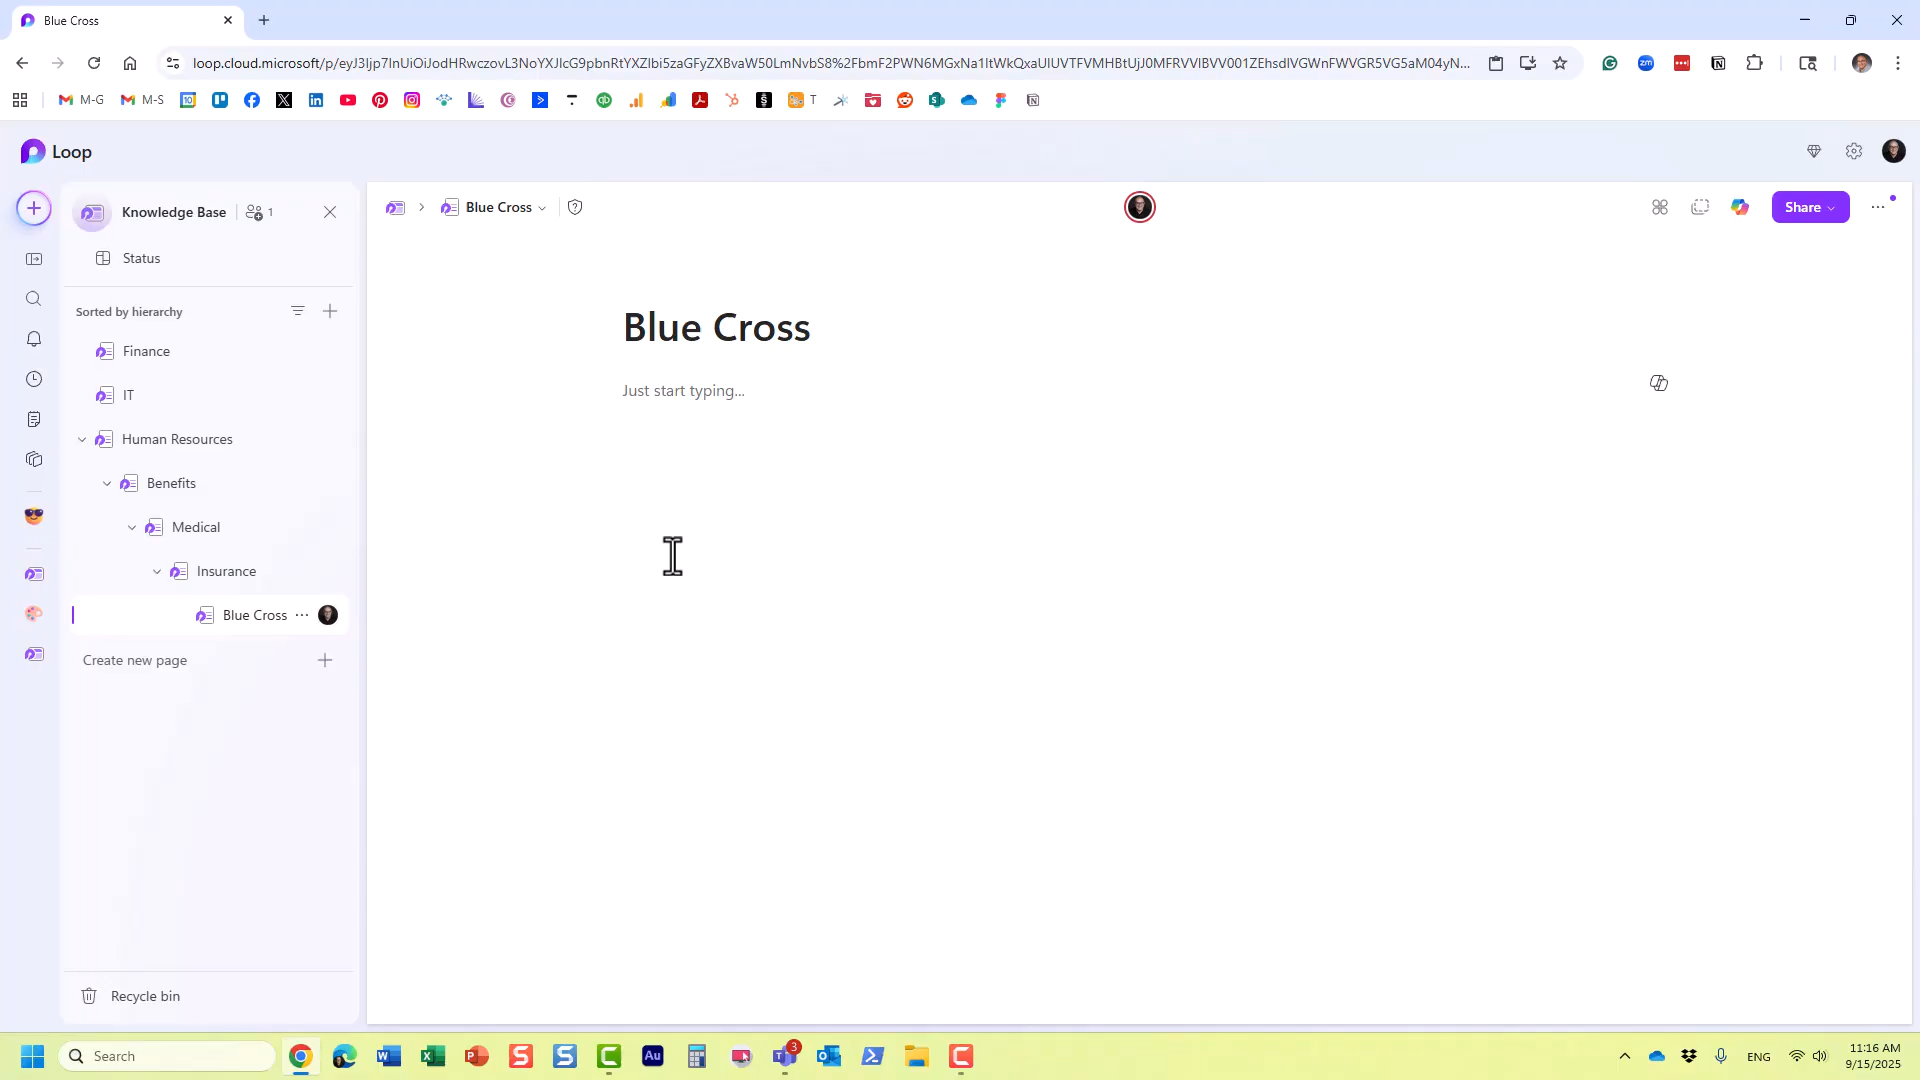 Blue Cross
loop.cloud.microsoft/p/
M-G
M-S
T
Loop
Knowledge Base
1
Blue Cross
Share
Status
Sorted by hierarchy
Finance
IT
Human Resources
Benefits
Medical
Insurance
Blue Cross
Create new page
Recycle bin
Blue Cross
Just start typing...
Search
3
ENG
11:16 AM
9/15/2025